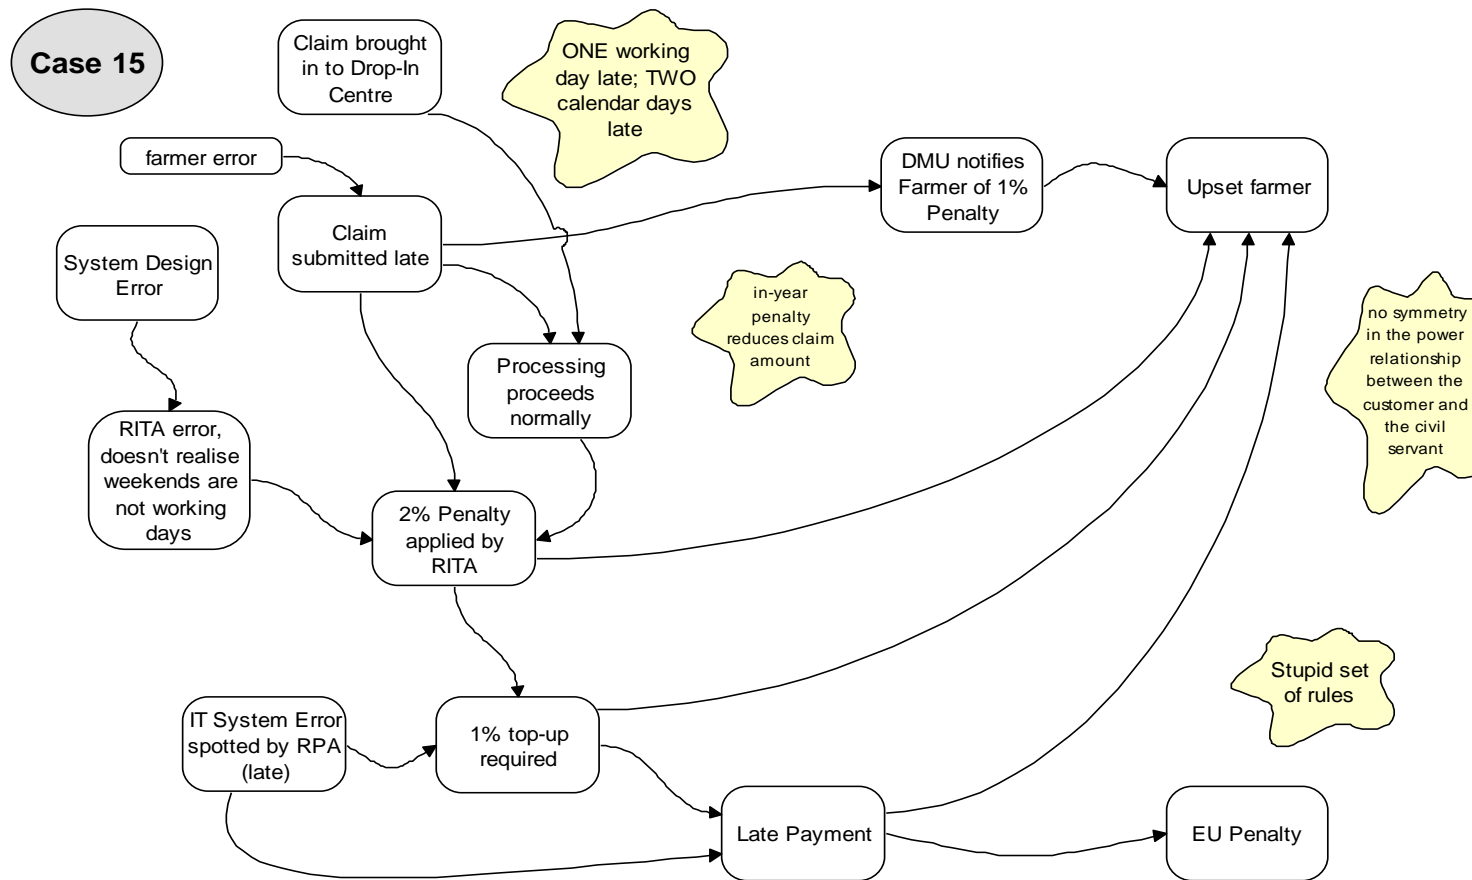 Case 15
Claim brought
in to Drop-In
Centre
ONE working
day late; TWO
calendar days
late
farmer error
DMU notifies
Farmer of 1%
Penalty
Upset farmer
Claim
submitted late
System Design
Error
in-year
penalty
reduces claim
amount
no symmetry
in the power
relationship
between the
customer and
the civil
servant
Processing
proceeds
normally
RITA error,
doesn't realise
weekends are
not working
days
2% Penalty
applied by
RITA
Stupid set
of rules
IT System Error
spotted by RPA
(late)
1% top-up
required
Late Payment
EU Penalty